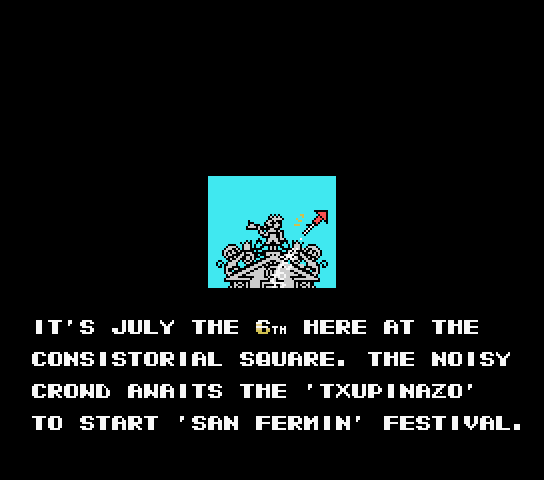 IT'S JULY THE 6TH HERE AT THE
CONSISTORIAL SQUARE. THE NOISY
CROWD AWAITS THE 'TXUPINAZO'
TO START 'SAN FERMIN' FESTIVAL.